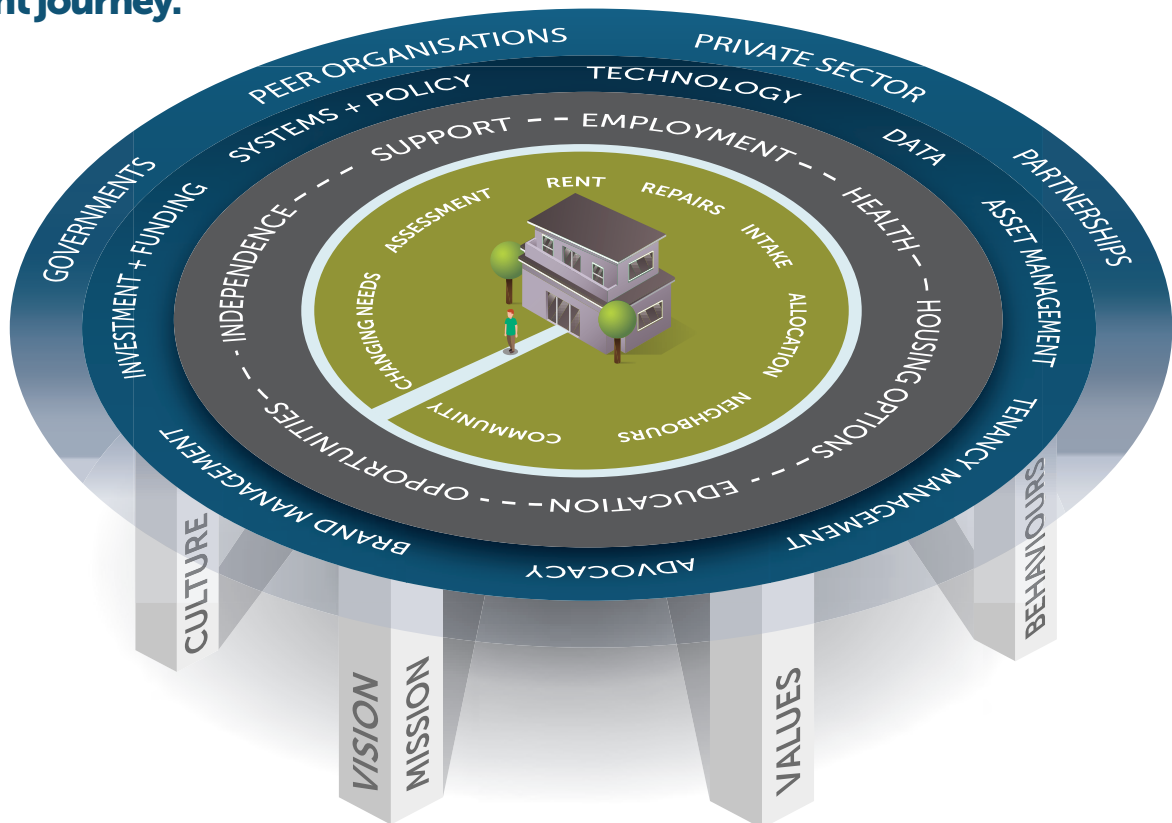 nt journey.
PEER ORGANISATIONS
PRIVATE SECTOR
PARTNERSHIPS
GOVERNMENTS
SYSTEMS + POLICY
TECHNOLOGY
DATA
ASSET MANAGEMENT
TENANCY MANAGEMENT
ADVOCACY
BRAND MANAGEMENT
INVESTMENT + FUNDING
SUPPORT -- EMPLOYMENT -- HEALTH -- HOUSING OPTIONS --- EDUCATION --- OPPORTUNITIES -- INDEPENDENCE ---
ASSESSMENT
RENT
REPAIRS
INTAKE
ALLOCATION
NEIGHBOURS
COMMUNITY
CHANGING NEEDS
CULTURE
VISION
MISSION
VALUES
BEHAVIOURS